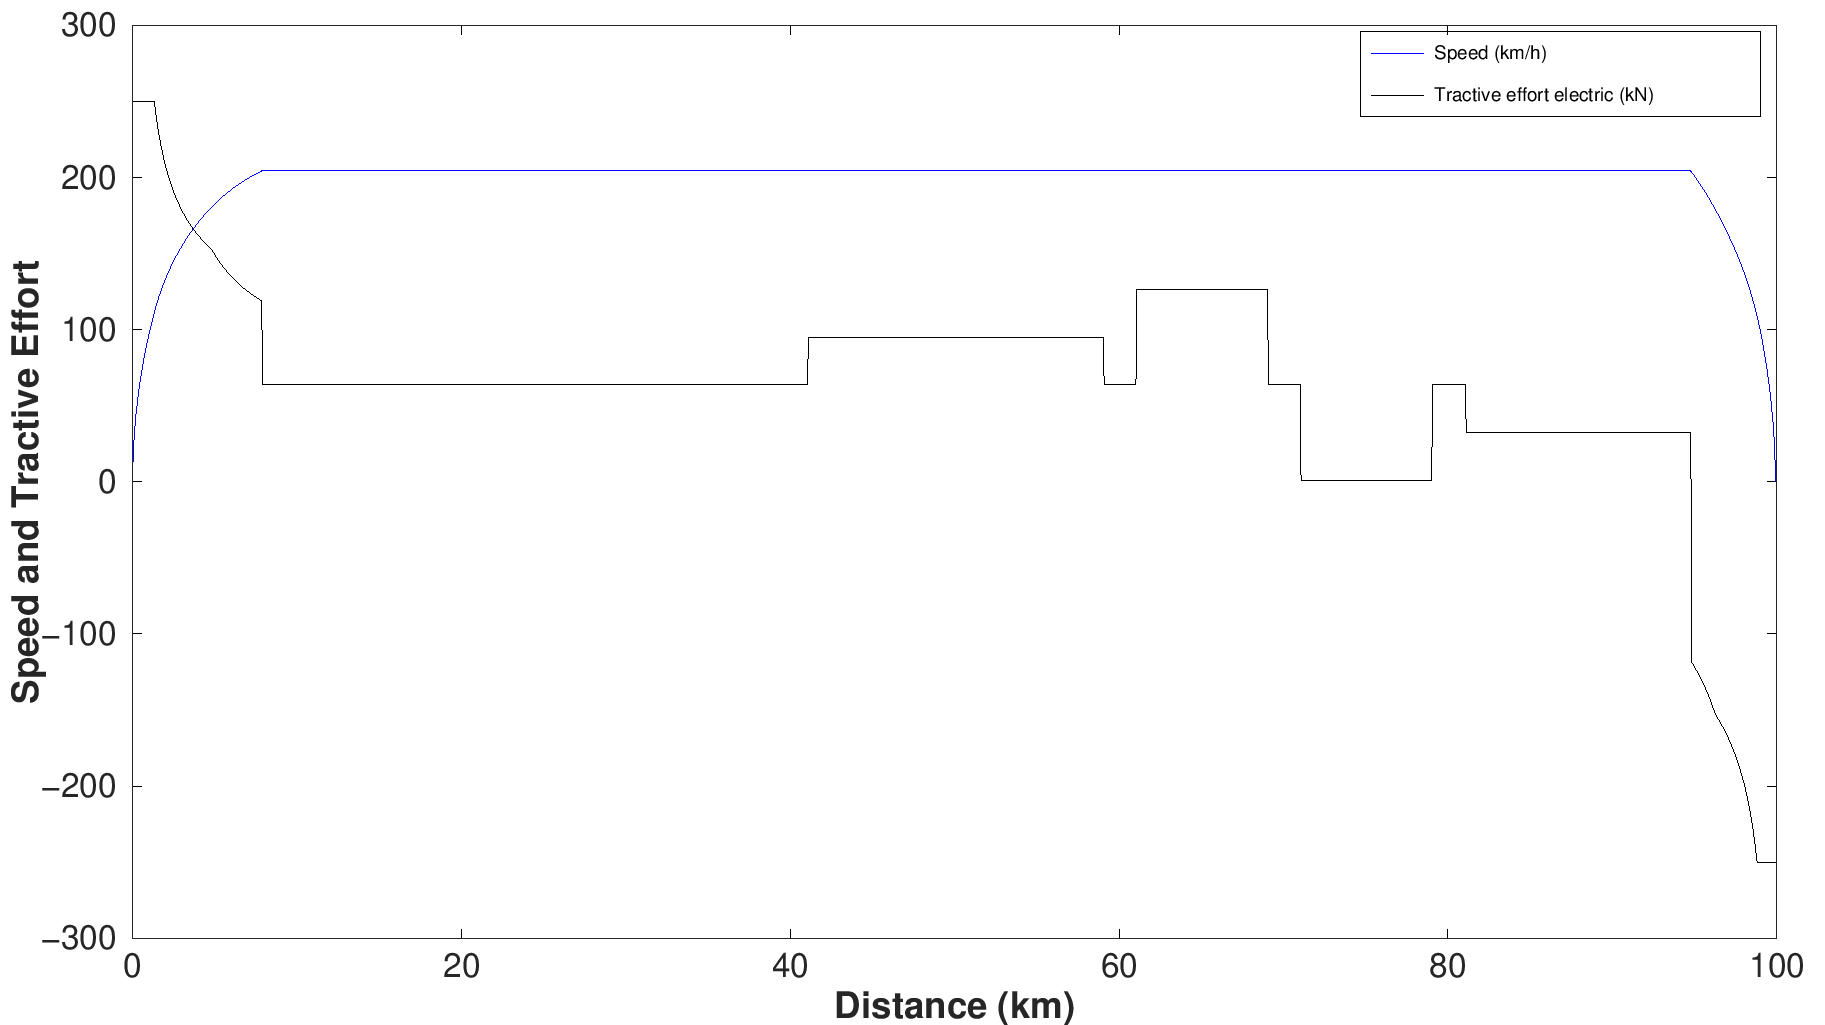 300
200
100
0
−100
−200
−300
0 20 40 60 80 100
Speed and Tractive Effort
Distance (km)
Speed (km/h)
Tractive effort electric (kN)